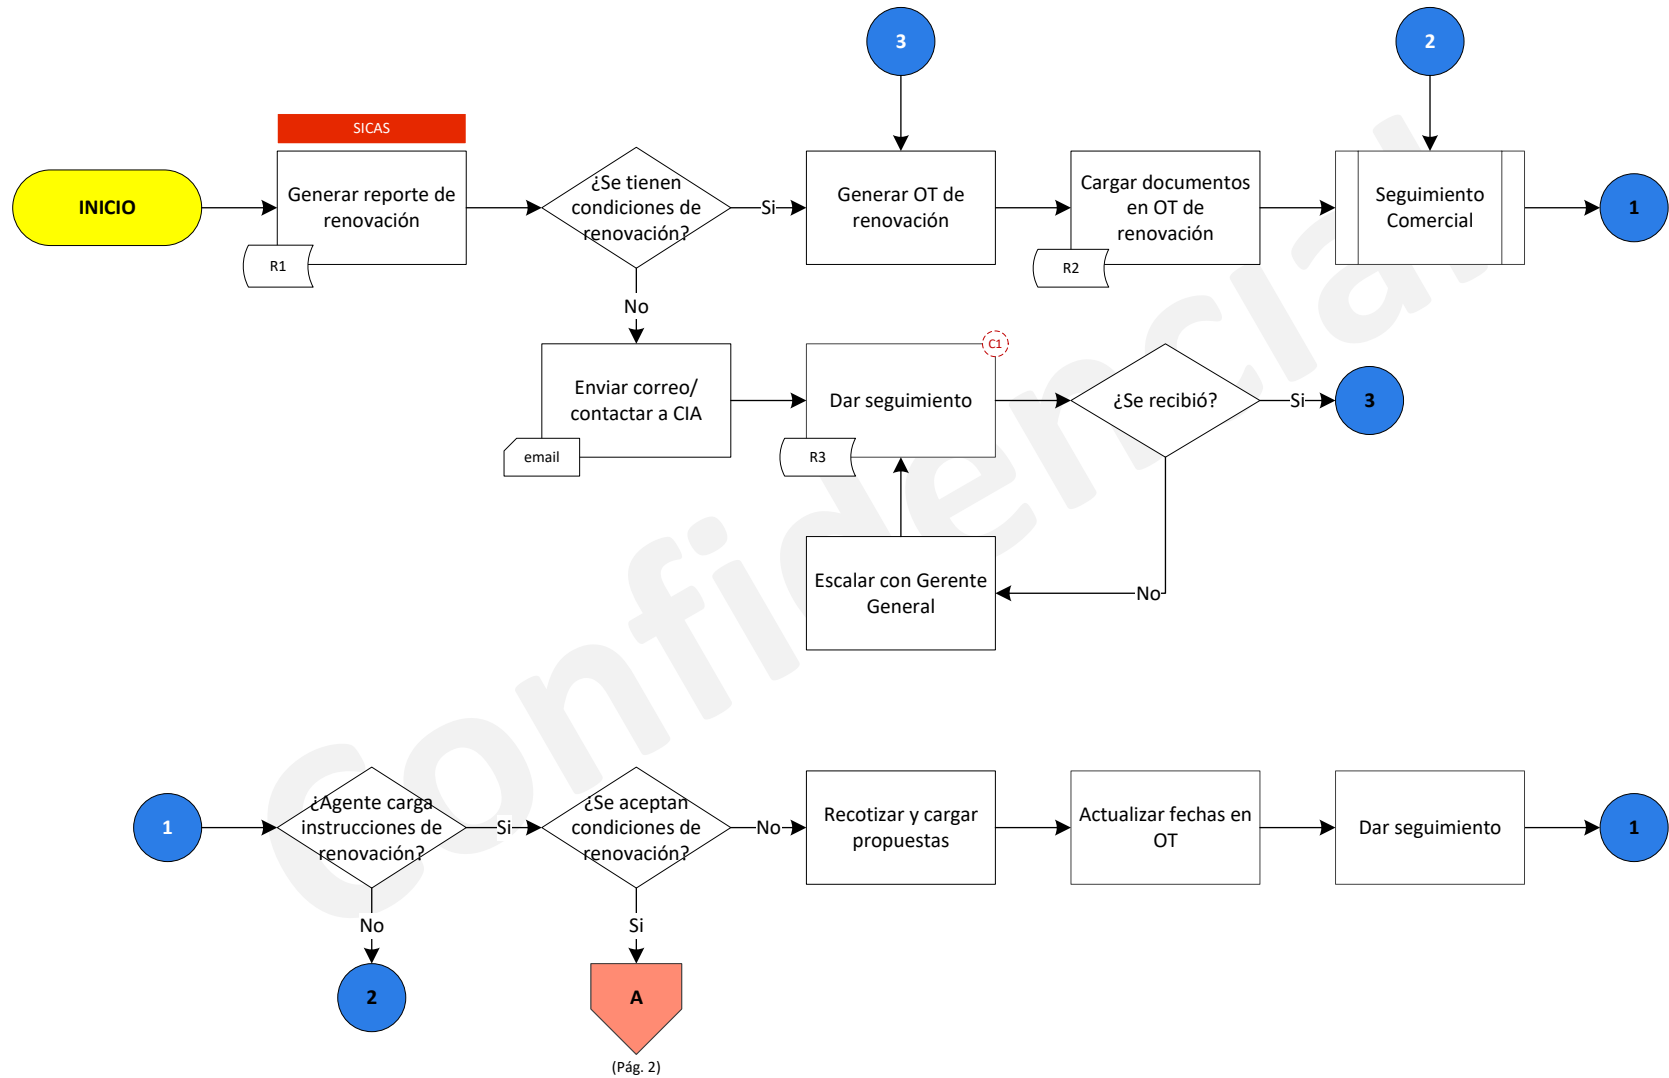 3
2
SICAS
INICIO
Generar reporte de
renovación
R1
¿Se tienen
condiciones de
renovación?
Si
Generar OT de
renovación
Cargar documentos
en OT de
renovación
R2
Seguimiento
Comercial
1
No
Enviar correo/
contactar a CIA
email
Dar seguimiento
C1
R3
¿Se recibió?
Si
3
Escalar con Gerente
General
No
Confidencial
1
¿Agente carga
instrucciones de
renovación?
Si
¿Se aceptan
condiciones de
renovación?
No
Recotizar y cargar
propuestas
Actualizar fechas en
OT
Dar seguimiento
1
No
Si
2
A
(Pág. 2)